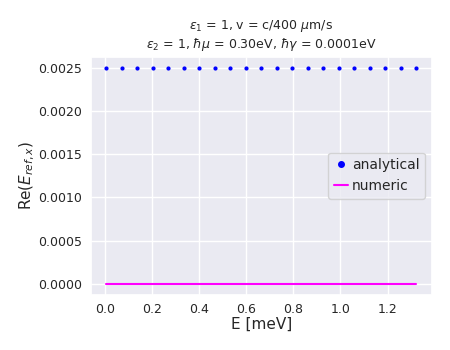 ε₁ = 1, v = c/400 μm/s
ε₂ = 1, ℏμ = 0.30eV, ℏγ = 0.0001eV
Re(E_ref,x)
0.0025
0.0020
0.0015
0.0010
0.0005
0.0000
analytical
numeric
0.0 0.2 0.4 0.6 0.8 1.0 1.2
E [meV]